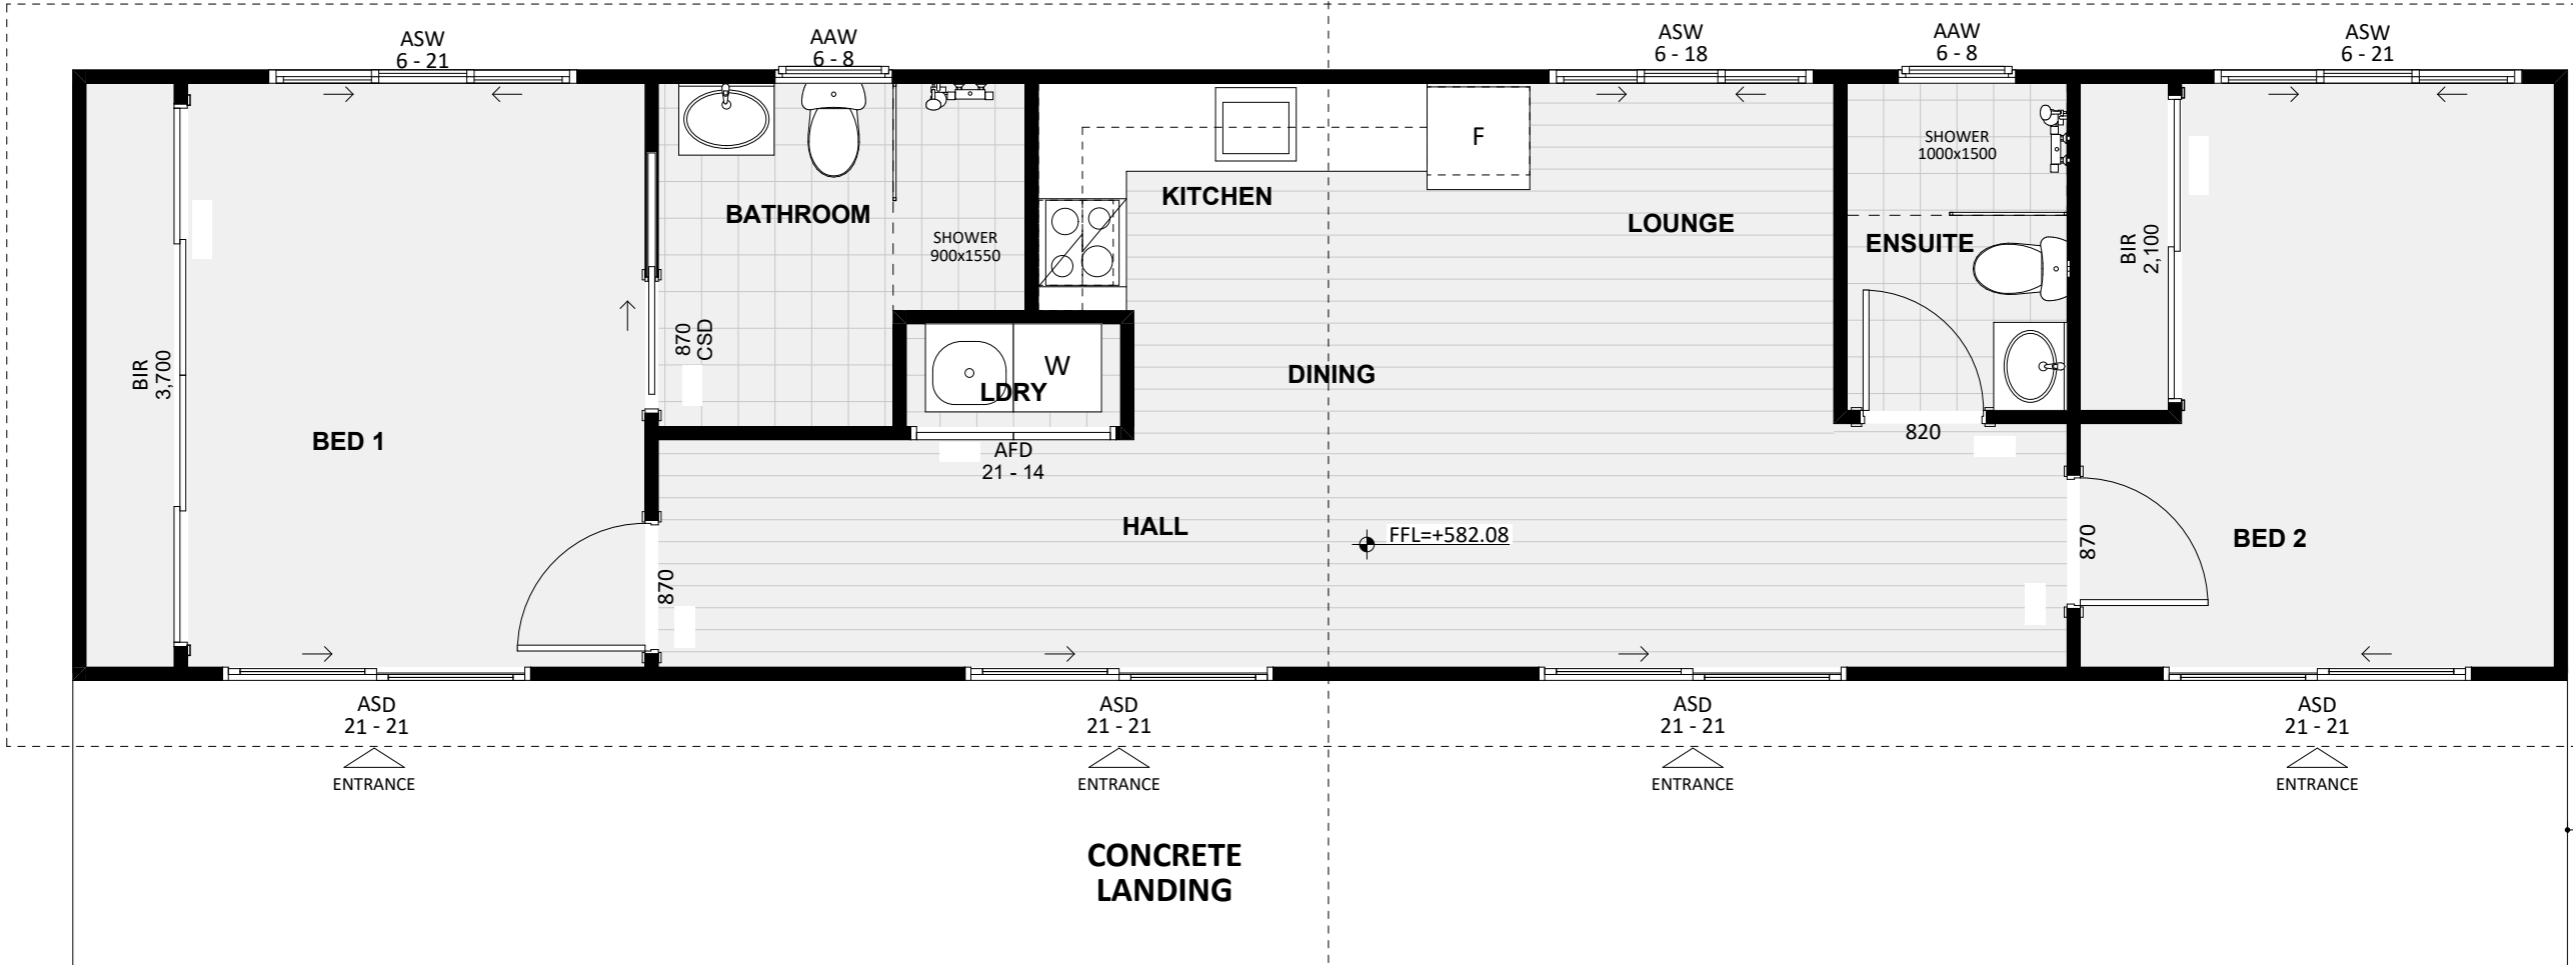 ASW
6 - 21
AAW
6 - 8
ASW
6 - 18
AAW
6 - 8
ASW
6 - 21
F
SHOWER
1000x1500
KITCHEN
BATHROOM
LOUNGE
SHOWER
900x1550
ENSUITE
BIR
2,100
870
CSD
BIR
3,700
W
LDRY
DINING
BED 1
820
AFD
21 - 14
HALL
FFL=+582.08
870
BED 2
870
ASD
21 - 21
ASD
21 - 21
ASD
21 - 21
ASD
21 - 21
ENTRANCE
ENTRANCE
ENTRANCE
ENTRANCE
CONCRETE
LANDING